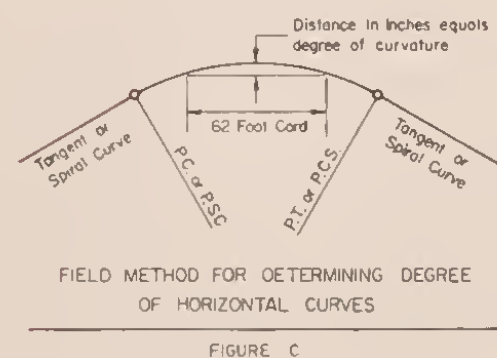 Distance In Inches equals
degree of curvature
62 Foot Cord
Tangent or
Spiral Curve
P.C. or P.S.C.
P.T. or P.C.S.
Tangent or
Spiral Curve
FIELD METHOD FOR DETERMINING DEGREE
OF HORIZONTAL CURVES
FIGURE C